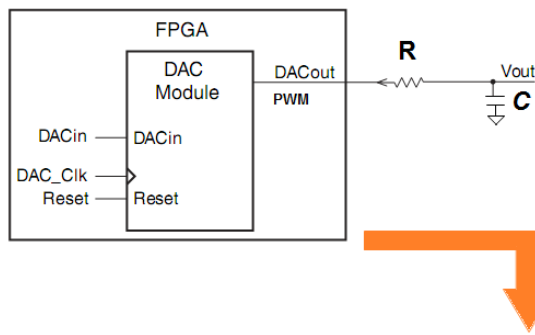 FPGA
DAC
Module
DACout
PWM
R
Vout
C
DACin
DACin
DAC_Clk
Reset
Reset